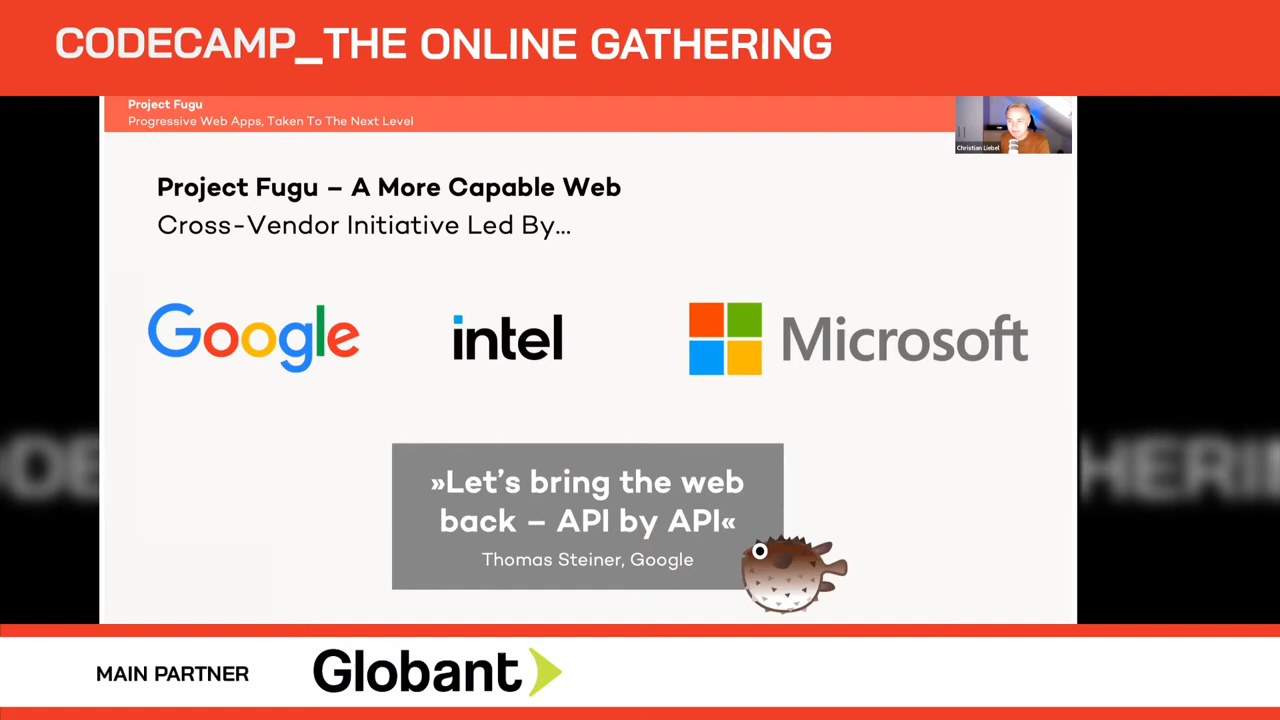 CODECAMP_THE ONLINE GATHERING
Project Fugu
Progressive Web Apps, Taken To The Next Level
Christian Liebel
Project Fugu – A More Capable Web
Cross-Vendor Initiative Led By...
Google
intel
Microsoft
»Let's bring the web
back – API by API«
Thomas Steiner, Google
MAIN PARTNER
Globant